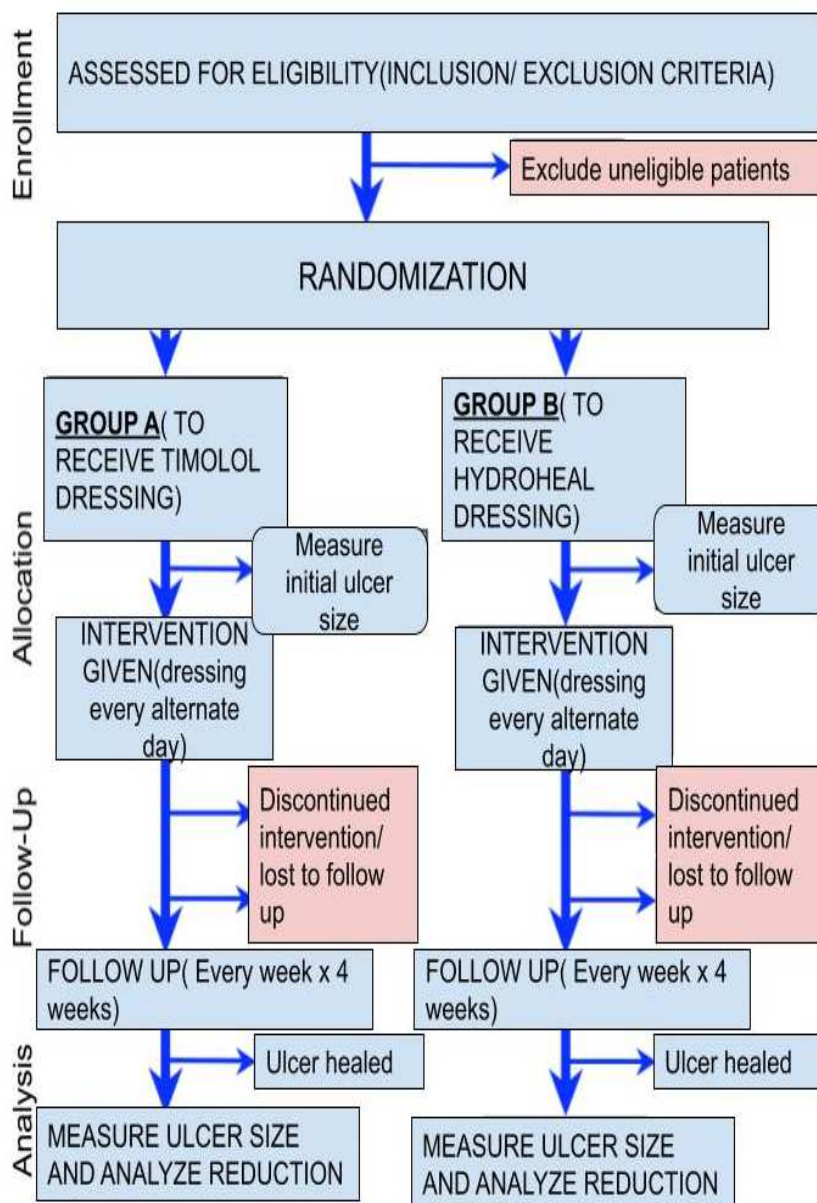 Enrollment
ASSESSED FOR ELIGIBILITY(INCLUSION/ EXCLUSION CRITERIA)
Exclude uneligible patients
RANDOMIZATION
Allocation
GROUP A( TO
RECEIVE TIMOLOL
DRESSING)
Measure
initial ulcer
size
INTERVENTION
GIVEN(dressing
every alternate
day)
GROUP B( TO
RECEIVE
HYDROHEAL
DRESSING)
Measure
initial ulcer
size
INTERVENTION
GIVEN(dressing
every alternate
day)
Follow-Up
Discontinued
intervention/
lost to follow
up
FOLLOW UP( Every week x 4
weeks)
Discontinued
intervention/
lost to follow
up
FOLLOW UP( Every week x 4
weeks)
Analysis
Ulcer healed
MEASURE ULCER SIZE
AND ANALYZE REDUCTION
Ulcer healed
MEASURE ULCER SIZE
AND ANALYZE REDUCTION